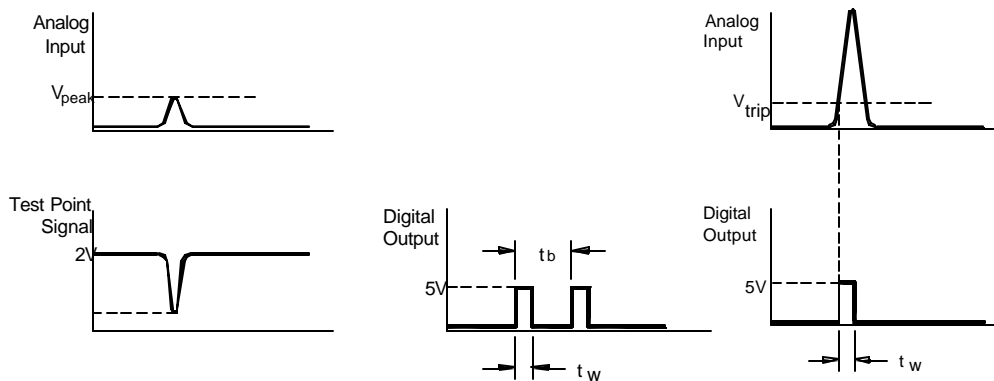 Analog
Input
Vpeak
Test Point
Signal
2V
Digital
Output
tb
5V
tw
Analog
Input
Vtrip
Digital
Output
5V
tw